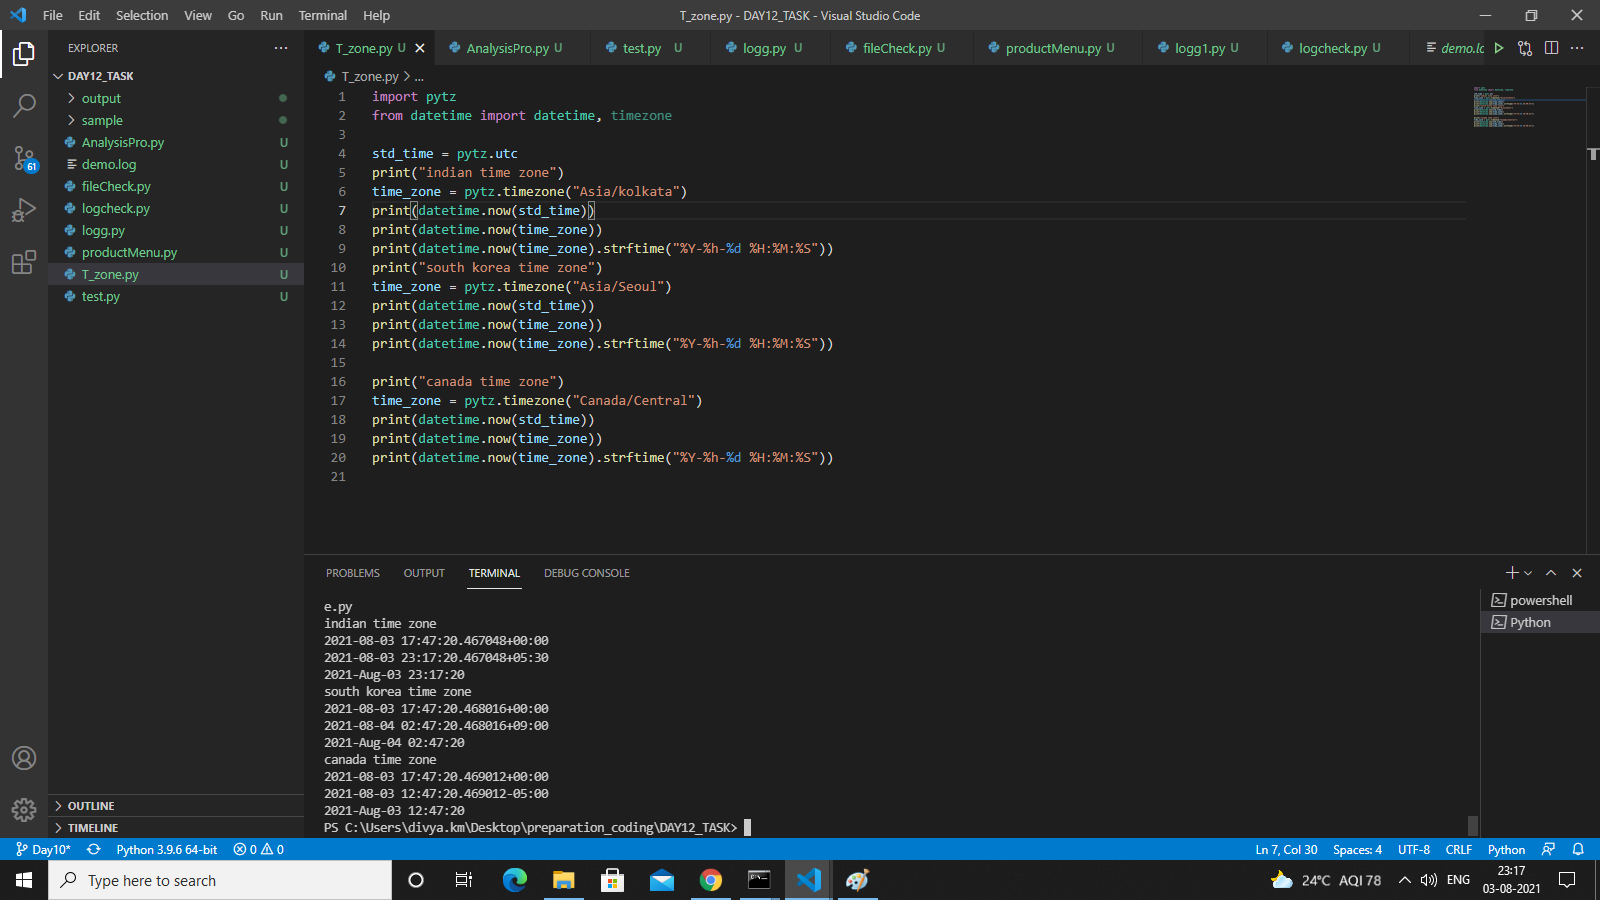 File Edit Selection View Go Run Terminal Help
T_zone.py - DAY12_TASK - Visual Studio Code
EXPLORER
DAY12_TASK
output
sample
AnalysisPro.py U
demo.log U
fileCheck.py U
logcheck.py U
logg.py U
productMenu.py U
T_zone.py U
test.py U
OUTLINE
TIMELINE
61
T_zone.py U AnalysisPro.py U test.py U logg.py U fileCheck.py U productMenu.py U logg1.py U logcheck.py U demo.lo
T_zone.py > ...
1 import pytz
2 from datetime import datetime, timezone
3
4 std_time = pytz.utc
5 print("indian time zone")
6 time_zone = pytz.timezone("Asia/kolkata")
7 print(datetime.now(std_time))
8 print(datetime.now(time_zone))
9 print(datetime.now(time_zone).strftime("%Y-%h-%d %H:%M:%S"))
10 print("south korea time zone")
11 time_zone = pytz.timezone("Asia/Seoul")
12 print(datetime.now(std_time))
13 print(datetime.now(time_zone))
14 print(datetime.now(time_zone).strftime("%Y-%h-%d %H:%M:%S"))
15
16 print("canada time zone")
17 time_zone = pytz.timezone("Canada/Central")
18 print(datetime.now(std_time))
19 print(datetime.now(time_zone))
20 print(datetime.now(time_zone).strftime("%Y-%h-%d %H:%M:%S"))
21
PROBLEMS OUTPUT TERMINAL DEBUG CONSOLE
e.py
indian time zone
2021-08-03 17:47:20.467048+00:00
2021-08-03 23:17:20.467048+05:30
2021-Aug-03 23:17:20
south korea time zone
2021-08-03 17:47:20.468016+00:00
2021-08-04 02:47:20.468016+09:00
2021-Aug-04 02:47:20
canada time zone
2021-08-03 17:47:20.469012+00:00
2021-08-03 12:47:20.469012-05:00
2021-Aug-03 12:47:20
PS C:\Users\divya.km\Desktop\preparation_coding\DAY12_TASK>
powershell
Python
Day10* Python 3.9.6 64-bit 0 0 Ln 7, Col 30 Spaces: 4 UTF-8 CRLF Python
Type here to search
24°C AQI 78 ENG
23:17
03-08-2021